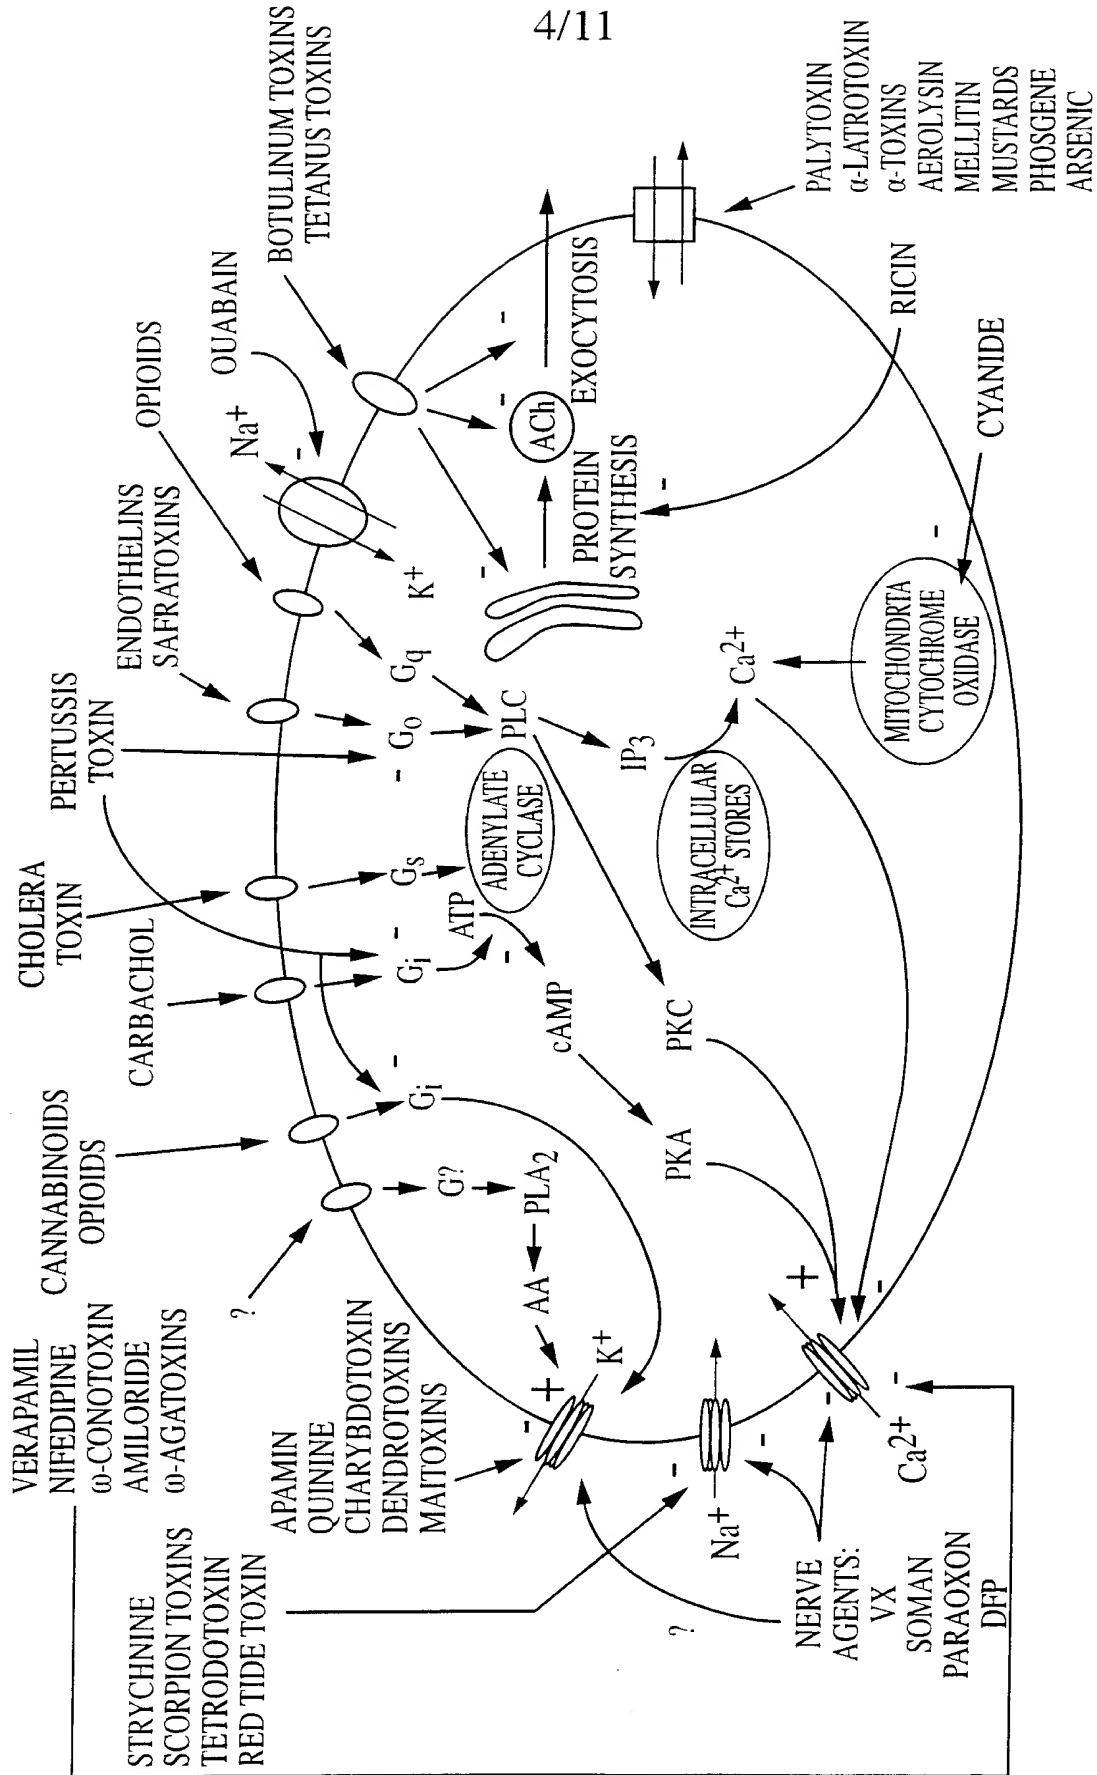 4/11
VERAPAMIL
NIFEDIPINE
ω-CONOTOXIN
AMILORIDE
ω-AGATOXINS
CANNABINOIDS
OPIOIDS
CARBACHOL
CHOLERA
TOXIN
PERTUSSIS
TOXIN
ENDOTHELINS
SAFRATOXINS
OPIOIDS
OUABAIN
BOTULINUM TOXINS
TETANUS TOXINS
STRYCHNINE
SCORPION TOXINS
TETRODOTOXIN
RED TIDE TOXIN
APAMIN
QUININE
CHARYBDOTOXIN
DENDROTOXINS
MAITOXINS
?
G?
PLA2
AA
+
-
K+
Gi
-
Gi
-
Gs
-
Go
Gq
Na+
-
K+
ATP
-
ADENYLATE
CYCLASE
PLC
cAMP
PKA
PKC
IP3
INTRACELLULAR
Ca2+ STORES
Ca2+
-
-
-
ACh
EXOCYTOSIS
PROTEIN
SYNTHESIS
-
RICIN
MITOCHONDRIA
CYTOCHROME
OXIDASE
-
CYANIDE
PALYTOXIN
α-LATROTOXIN
α-TOXINS
AEROLYSIN
MELLITIN
MUSTARDS
PHOSGENE
ARSENIC
Na+
-
-
+
-
-
-
Ca2+
?
NERVE
AGENTS:
VX
SOMAN
PARAOXON
DFP